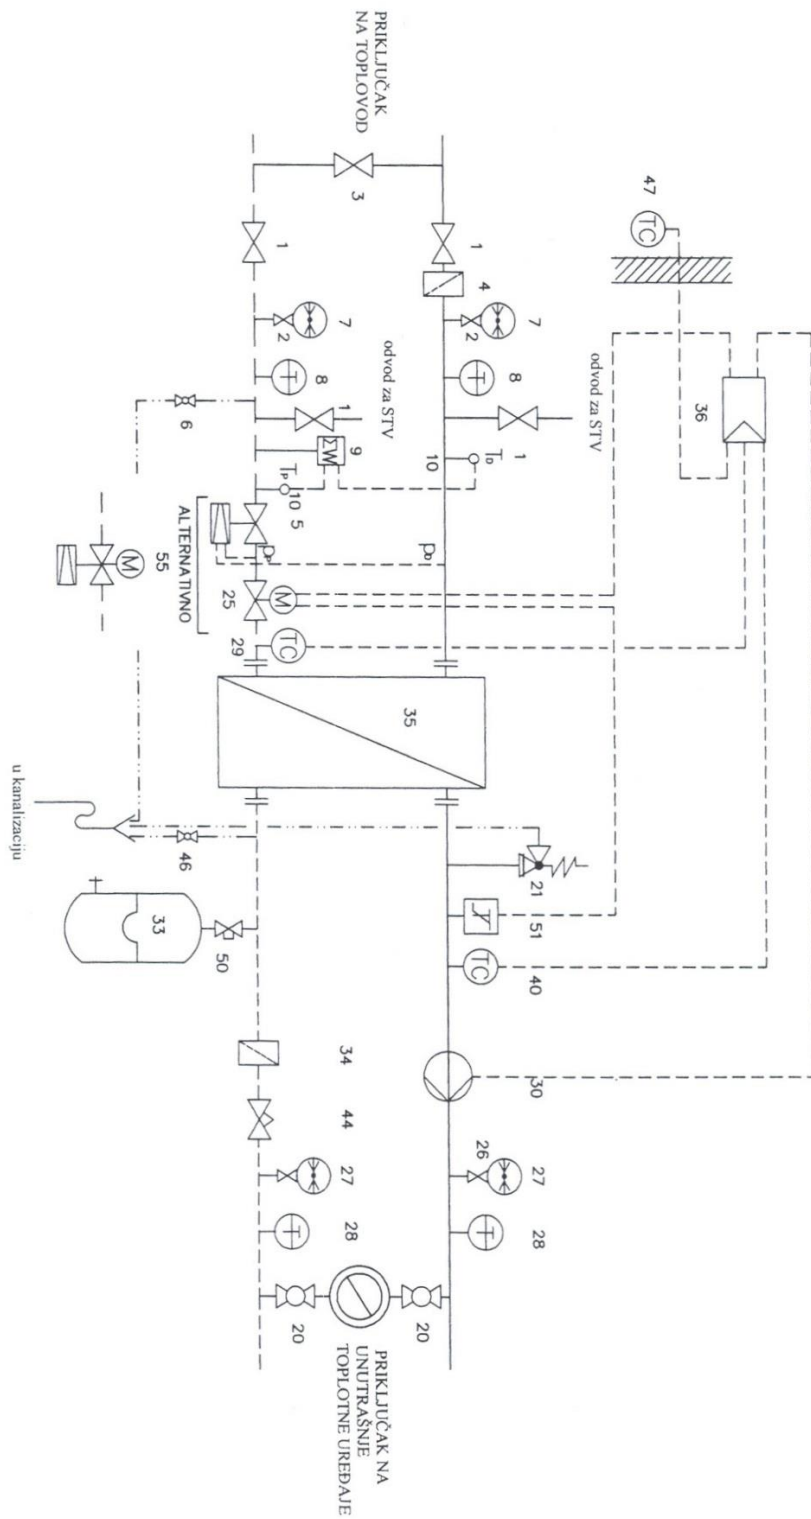 PRIKLJUČAK
NA TOPLOVOD
3
1
1
4
47
TC
7
2
7
2
T
8
T
8
odvod za STV
odvod za STV
6
1
1
9
10
TD
TP
10
5
36
PP
PD
ALTERNATIVNO
55
M
25
M
29
TC
35
u kanalizaciju
46
21
33
50
51
TC
40
34
30
44
27
26
27
T
28
T
28
20
20
PRIKLJUČAK NA
UNUTRAŠNJE
TOPLOTNE UREĐAJE